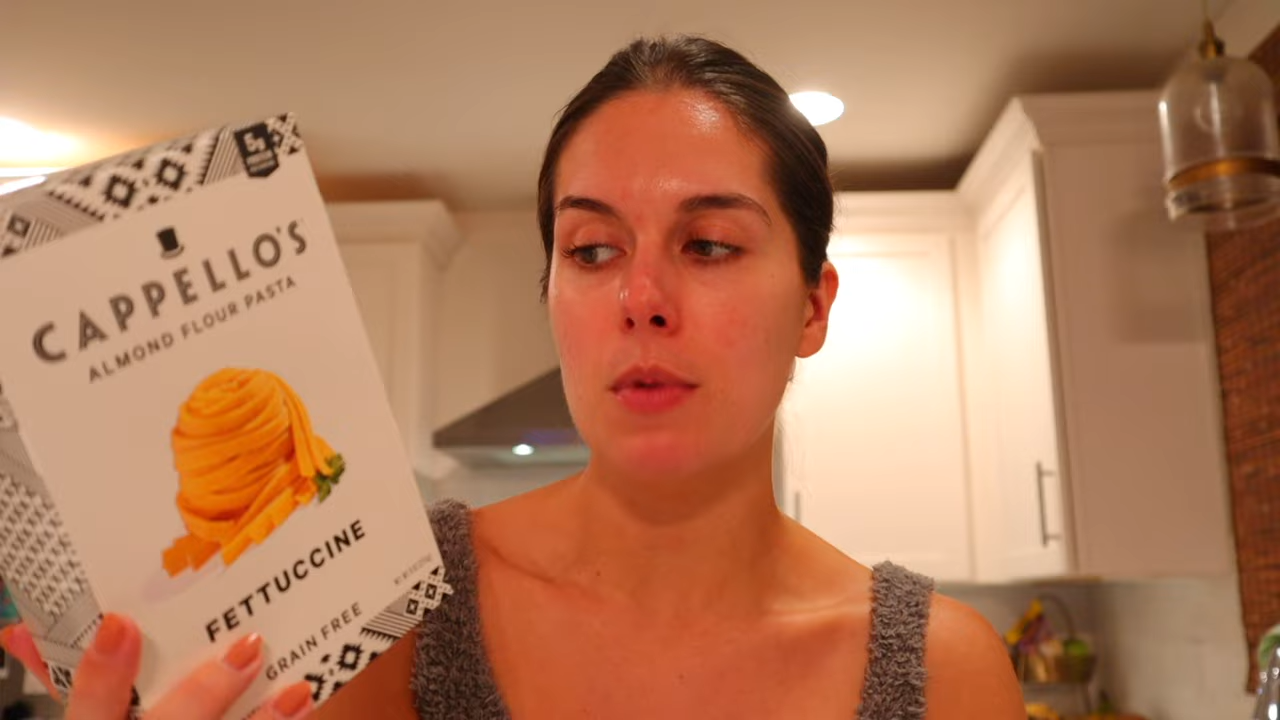 CAPPELLO'S
ALMOND FLOUR PASTA
FETTUCCINE
GRAIN FREE